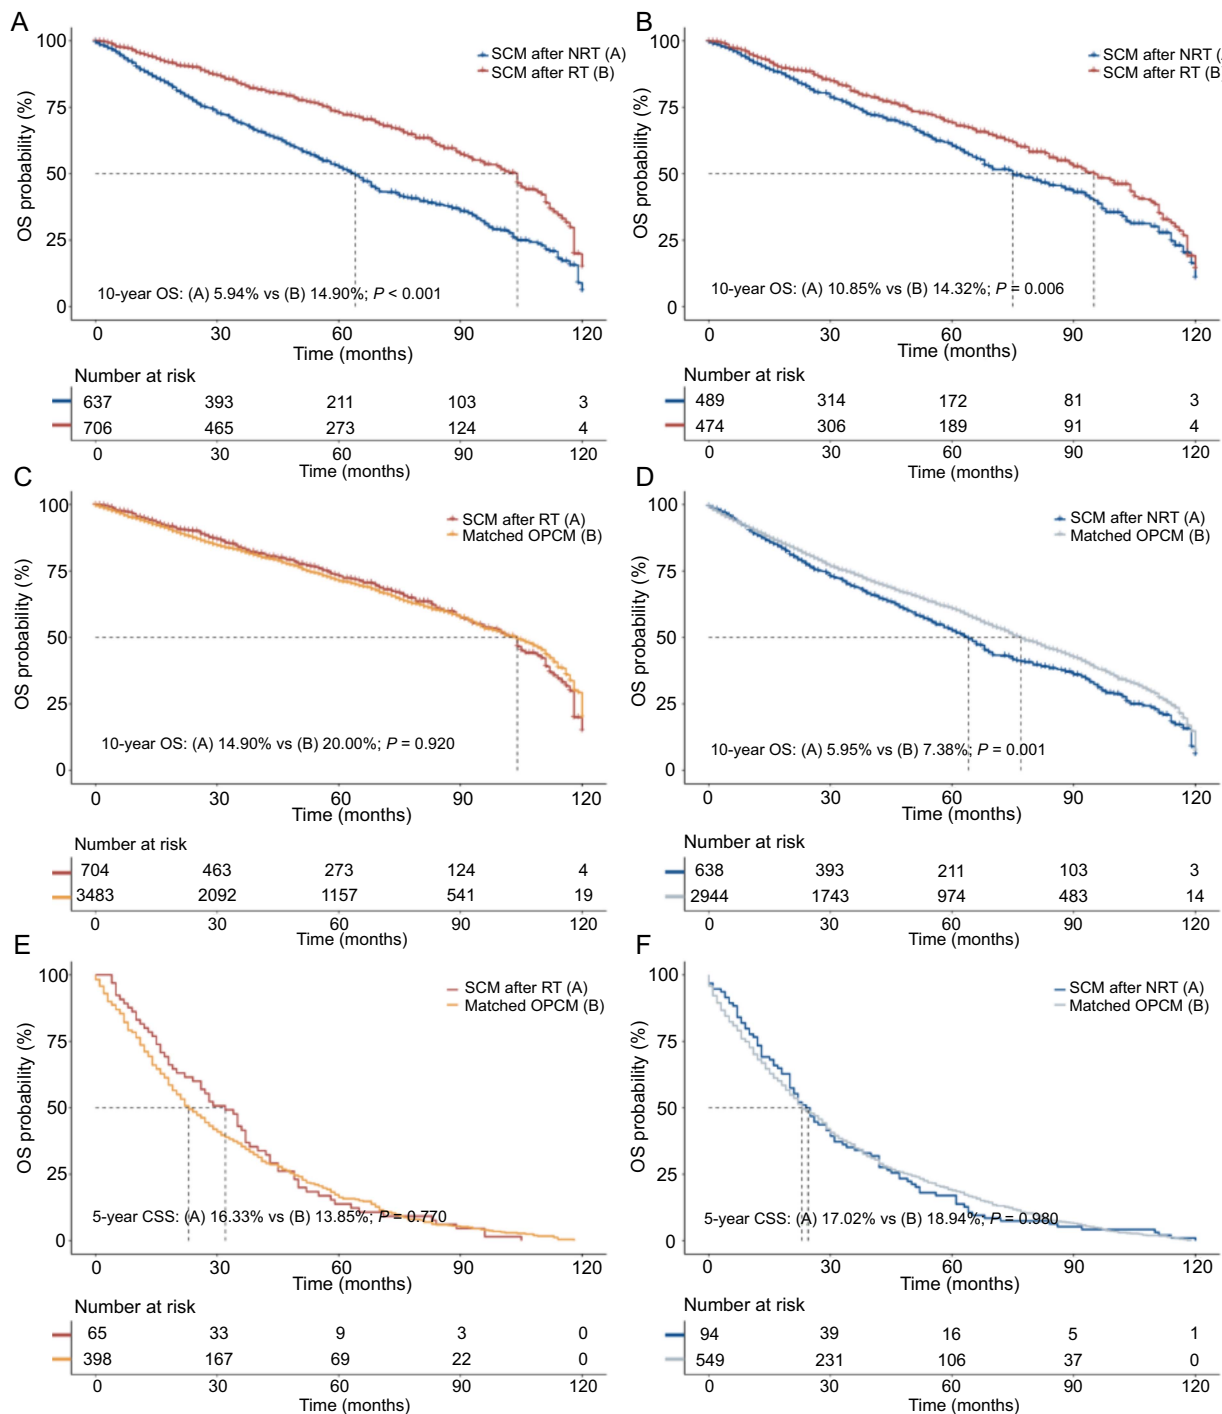 A
100
75
50
25
0
OS probability (%)
SCM after NRT (A)
SCM after RT (B)
10-year OS: (A) 5.94% vs (B) 14.90%; P < 0.001
0 30 60 90 120
Time (months)
Number at risk
637 393 211 103 3
706 465 273 124 4
0 30 60 90 120
Time (months)
B
100
75
50
25
0
OS probability (%)
SCM after NRT (
SCM after RT (B
10-year OS: (A) 10.85% vs (B) 14.32%; P = 0.006
0 30 60 90 120
Time (months)
Number at risk
489 314 172 81 3
474 306 189 91 4
0 30 60 90 120
Time (months)
C
100
75
50
25
0
OS probability (%)
SCM after RT (A)
Matched OPCM (B)
10-year OS: (A) 14.90% vs (B) 20.00%; P = 0.920
0 30 60 90 120
Time (months)
Number at risk
704 463 273 124 4
3483 2092 1157 541 19
0 30 60 90 120
Time (months)
D
100
75
50
25
0
OS probability (%)
SCM after NRT (A)
Matched OPCM (B)
10-year OS: (A) 5.95% vs (B) 7.38%; P = 0.001
0 30 60 90 120
Time (months)
Number at risk
638 393 211 103 3
2944 1743 974 483 14
0 30 60 90 120
Time (months)
E
100
75
50
25
0
OS probability (%)
SCM after RT (A)
Matched OPCM (B)
5-year CSS: (A) 16.33% vs (B) 13.85%; P = 0.770
0 30 60 90 120
Time (months)
Number at risk
65 33 9 3 0
398 167 69 22 0
0 30 60 90 120
Time (months)
F
100
75
50
25
0
OS probability (%)
SCM after NRT (A)
Matched OPCM (B)
5-year CSS: (A) 17.02% vs (B) 18.94%; P = 0.980
0 30 60 90 120
Time (months)
Number at risk
94 39 16 5 1
549 231 106 37 0
0 30 60 90 120
Time (months)